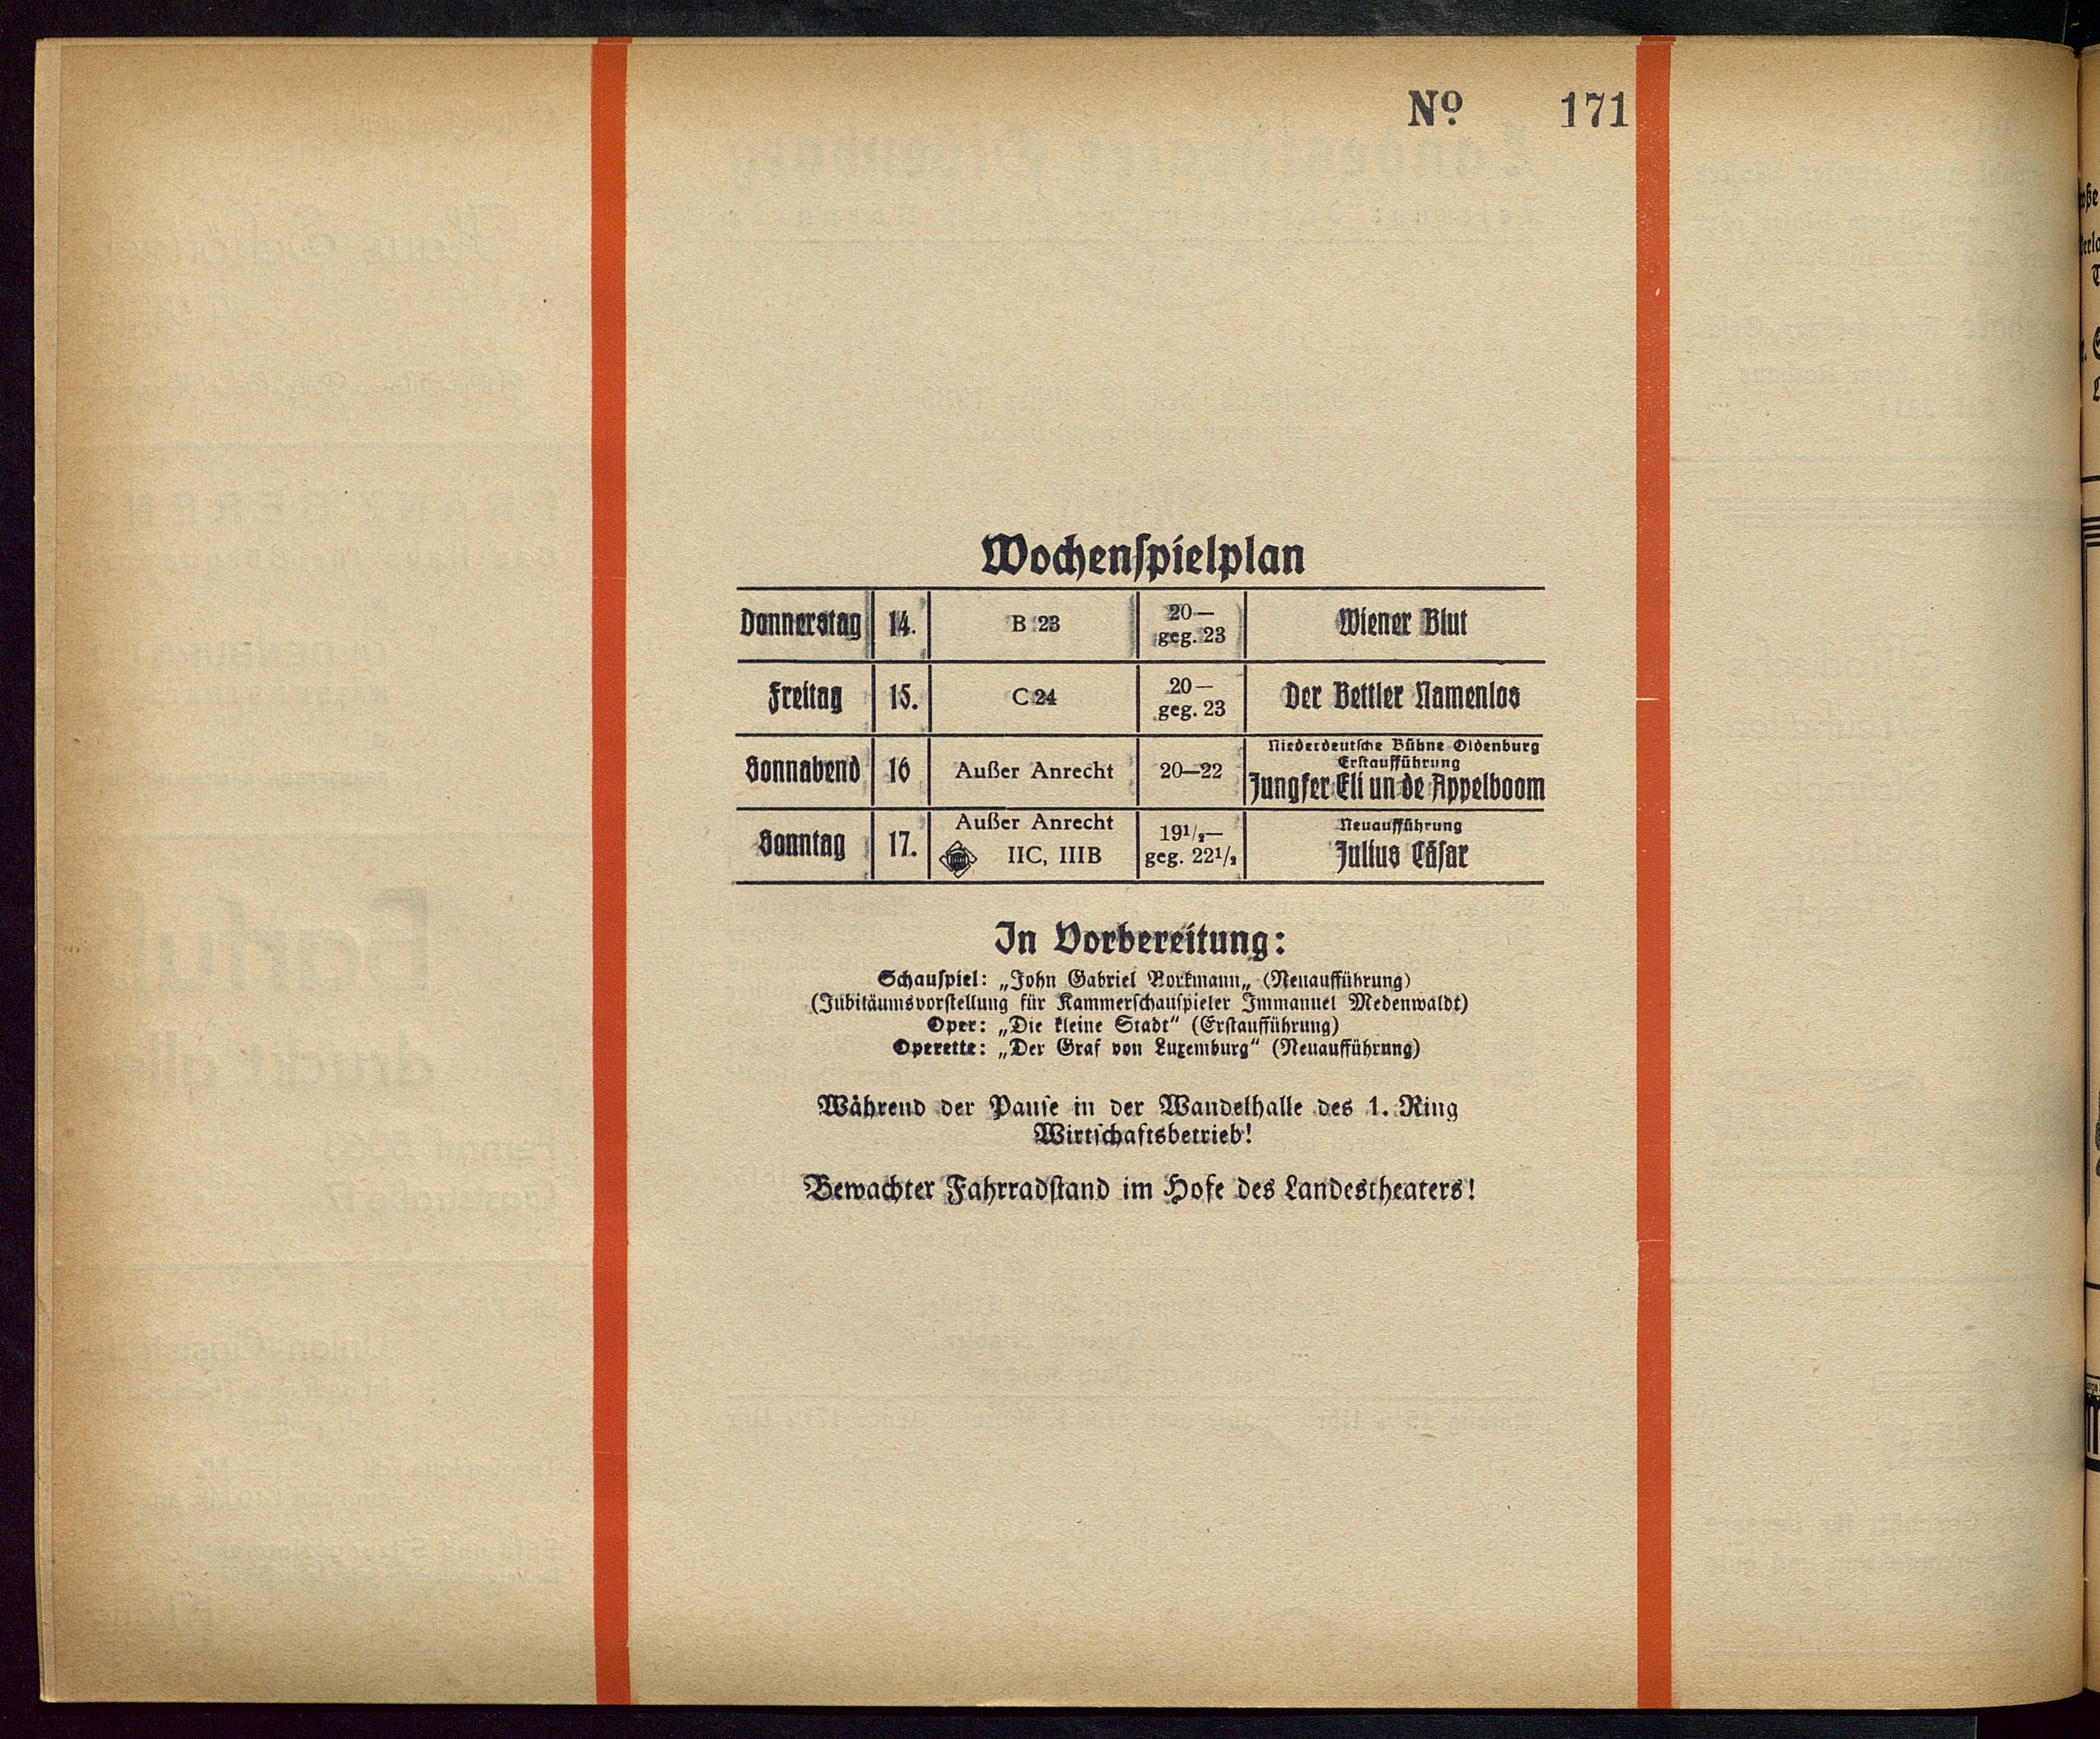 Nº 171
Wochenspielplan
Donnerstag 14. B 23 20— geg. 23 Wiener Blut
Freitag 15. C 24 20— geg. 23 Der Bettler Namenlos
Sonnabend 16 Außer Anrecht 20—22 Niederdeutsche Bühne Oldenburg Erstaufführung Jungfer Eli un de Appelboom
Sonntag 17. Außer Anrecht IIC, IIIB 19½— geg. 22½ Neuaufführung Julius Cäsar
In Vorbereitung:
Schauspiel: „John Gabriel Borkmann„ (Neuaufführung)
(Jubiläumsvorstellung für Kammerschauspieler Immanuel Medenwaldt)
Oper: „Die kleine Stadt“ (Erstaufführung)
Operette: „Der Graf von Luxemburg“ (Neuaufführung)
Während der Pause in der Wandelhalle des 1. Ring
Wirtschaftsbetrieb!
Bewachter Fahrradstand im Hofe des Landestheaters!